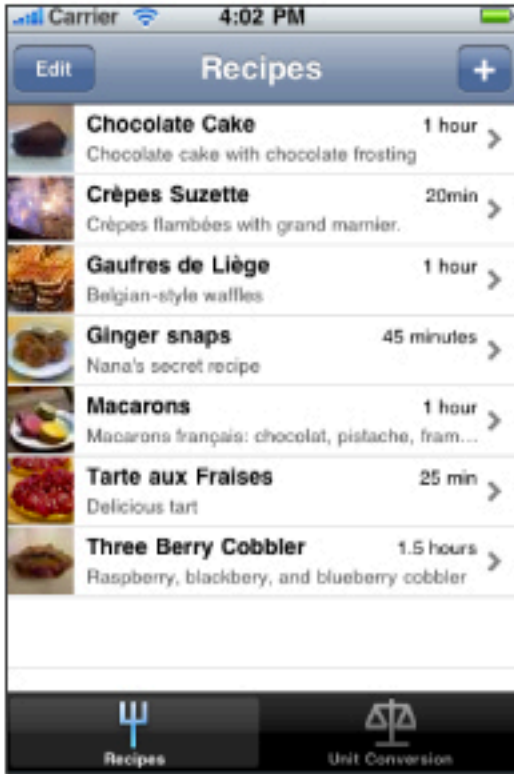 Carrier 4:02 PM
Edit Recipes +
Chocolate Cake 1 hour
Chocolate cake with chocolate frosting
Crêpes Suzette 20min
Crêpes flambées with grand marnier.
Gaufres de Liège 1 hour
Belgian-style waffles
Ginger snaps 45 minutes
Nana's secret recipe
Macarons 1 hour
Macarons français: chocolat, pistache, fram...
Tarte aux Fraises 25 min
Delicious tart
Three Berry Cobbler 1.5 hours
Raspberry, blackbery, and blueberry cobbler
Recipes Unit Conversion